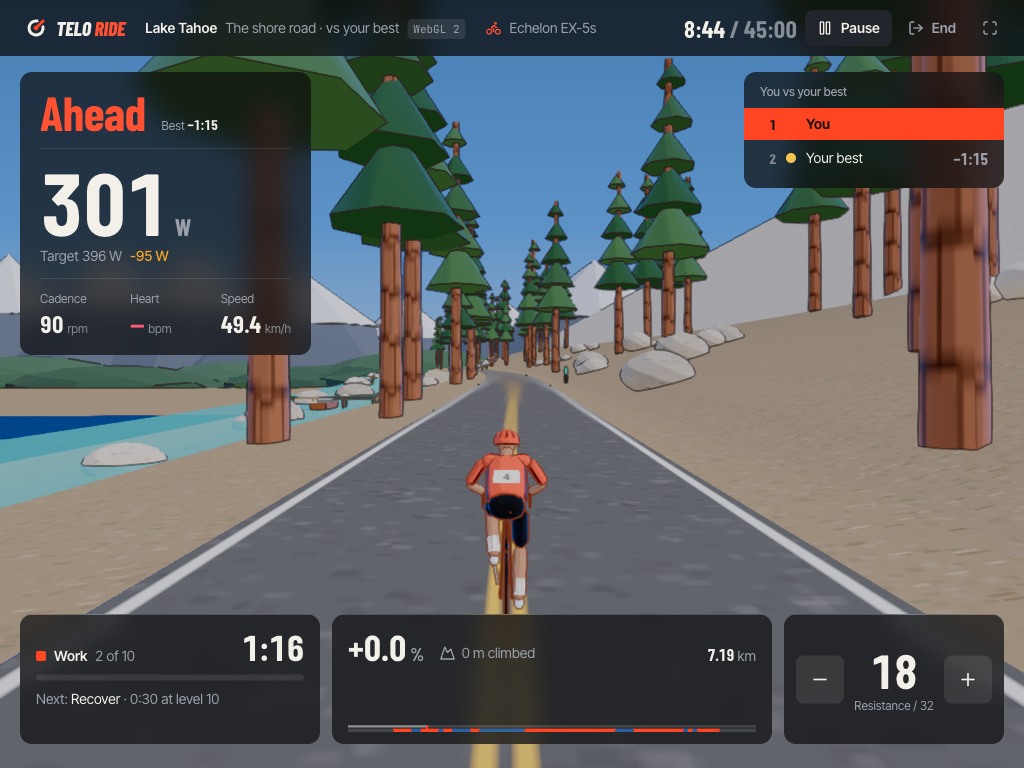 TELO RIDE Lake Tahoe The shore road · vs your best WebGL 2 Echelon EX-5s 8:44 / 45:00 Pause End
Ahead Best −1:15
301 W
Target 396 W -95 W
Cadence Heart Speed
90 rpm — bpm 49.4 km/h
You vs your best
1 You
2 Your best −1:15
4
Work 2 of 10 1:16
Next: Recover · 0:30 at level 10
+0.0 % 0 m climbed 7.19 km
− 18 +
Resistance / 32